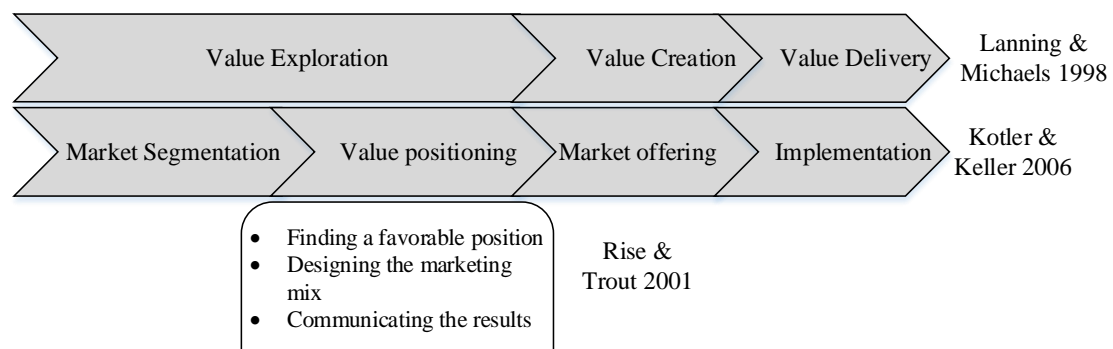 Value Exploration
Value Creation
Value Delivery
Lanning &
Michaels 1998
Market Segmentation
Value positioning
Market offering
Implementation
Kotler &
Keller 2006
• Finding a favorable position
• Designing the marketing
mix
• Communicating the results
Rise &
Trout 2001